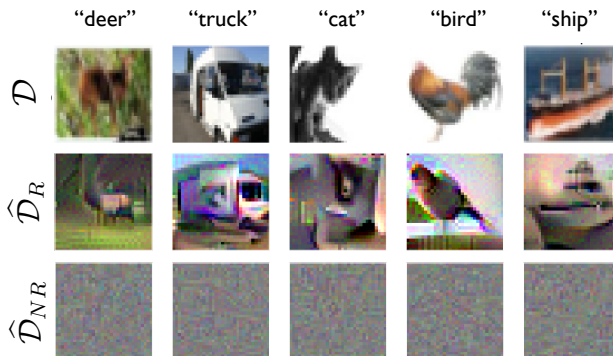 “deer” “truck” “cat” “bird” “ship”
𝒟
𝒟̂_R
𝒟̂_NR